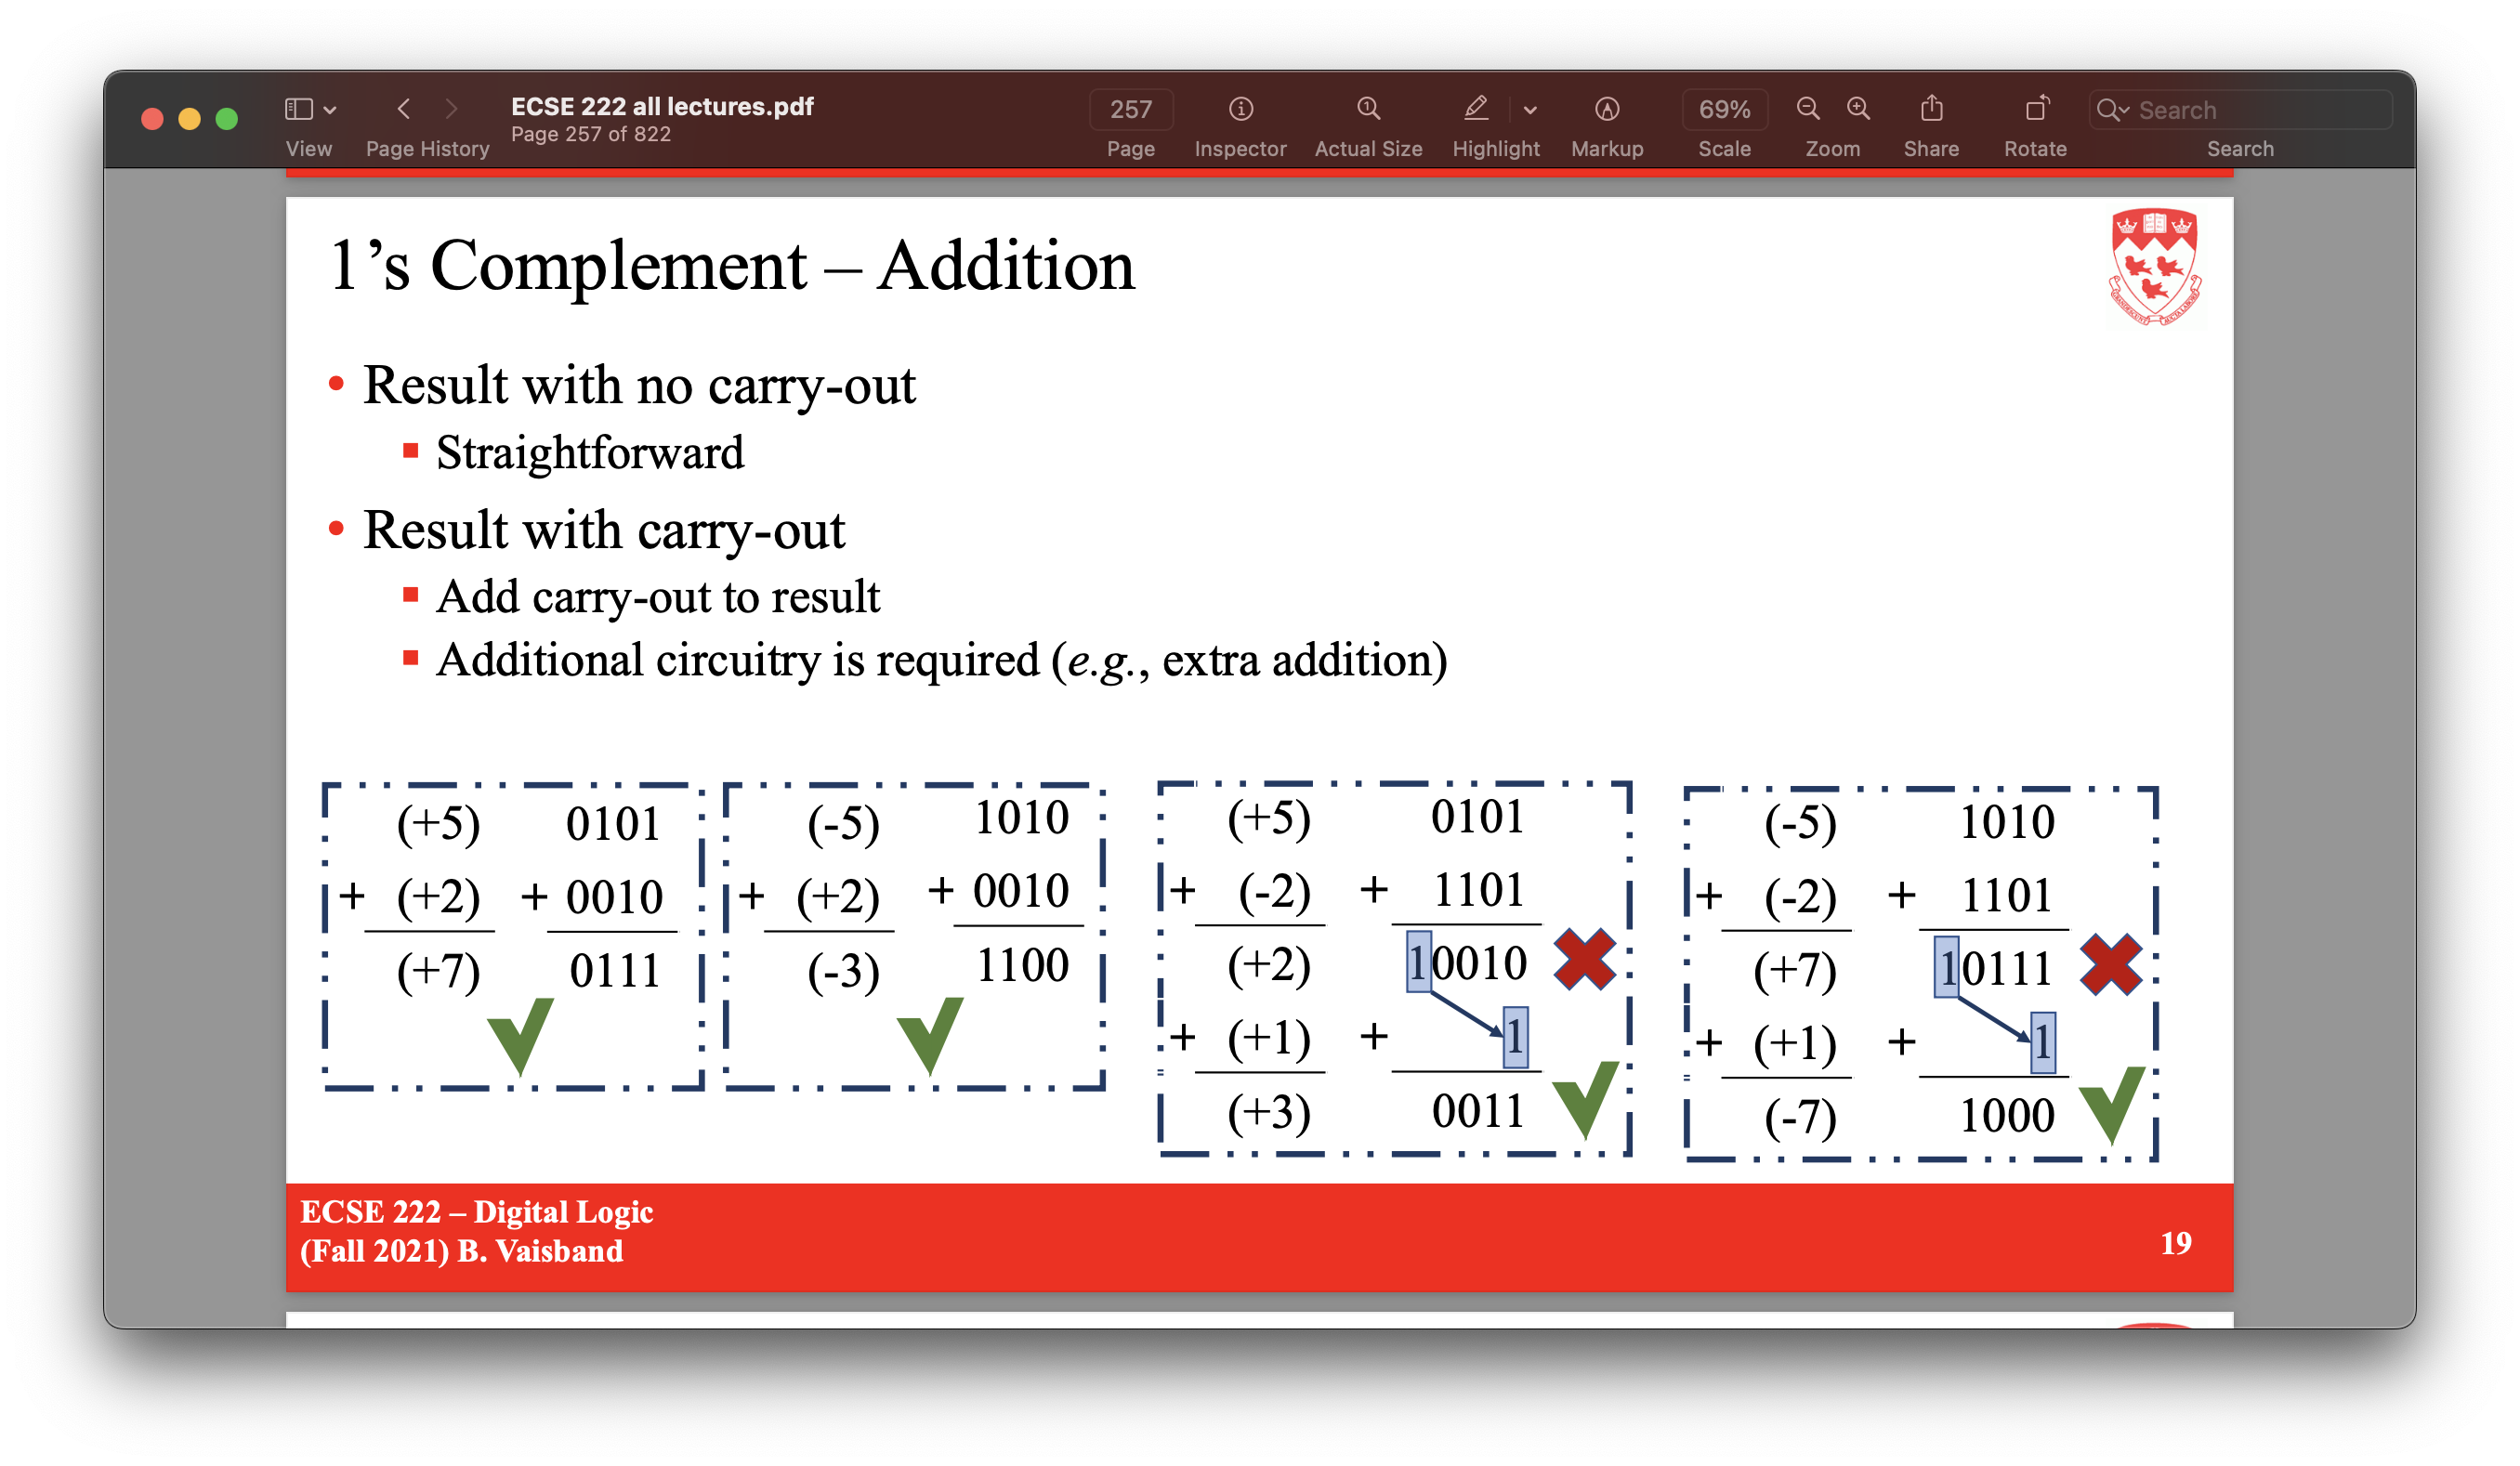 ECSE 222 all lectures.pdf
Page 257 of 822
257
69%
Search
View
Page History
Page
Inspector
Actual Size
Highlight
Markup
Scale
Zoom
Share
Rotate
Search
1’s Complement – Addition
• Result with no carry-out
▪ Straightforward
• Result with carry-out
▪ Add carry-out to result
▪ Additional circuitry is required (e.g., extra addition)
(+5) 0101
+ (+2) + 0010
(+7) 0111
(-5) 1010
+ (+2) + 0010
(-3) 1100
(+5) 0101
+ (-2) + 1101
(+2) 10010
+ (+1) + 1
(+3) 0011
(-5) 1010
+ (-2) + 1101
(+7) 10111
+ (+1) + 1
(-7) 1000
ECSE 222 – Digital Logic
(Fall 2021) B. Vaisband
19